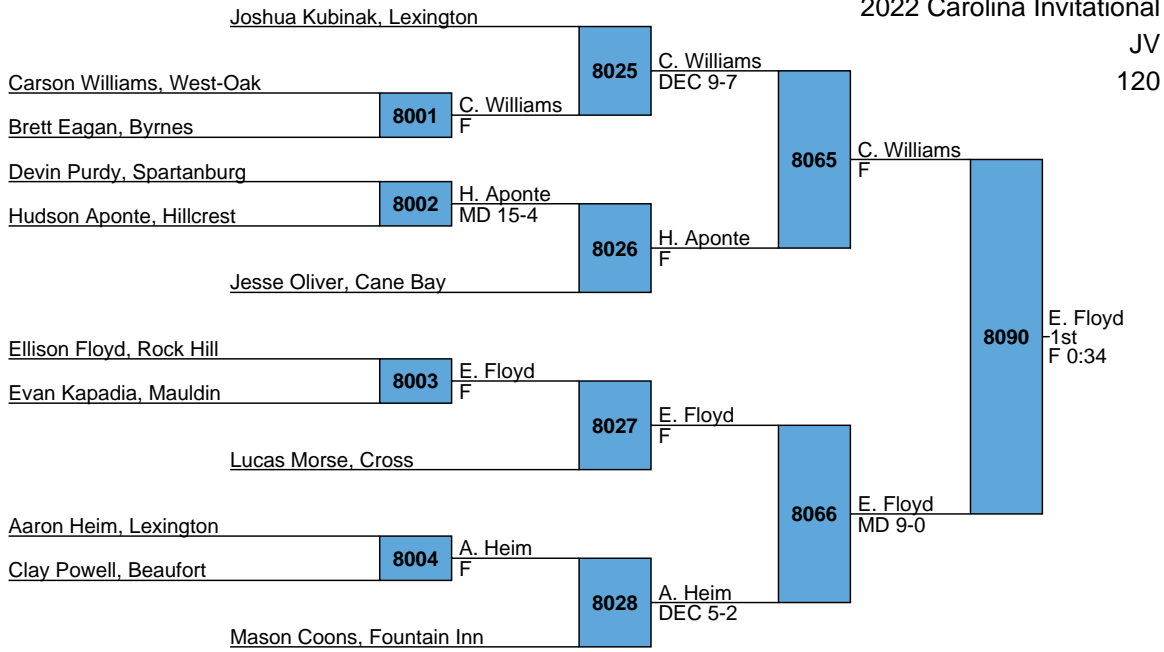 2022 Carolina Invitational
JV
120
Joshua Kubinak, Lexington
8025
C. Williams
DEC 9-7
Carson Williams, West-Oak
8001
C. Williams
F
Brett Eagan, Byrnes
8065
C. Williams
F
Devin Purdy, Spartanburg
8002
H. Aponte
MD 15-4
Hudson Aponte, Hillcrest
8026
H. Aponte
F
Jesse Oliver, Cane Bay
8090
E. Floyd
1st
F 0:34
Ellison Floyd, Rock Hill
8003
E. Floyd
F
Evan Kapadia, Mauldin
8027
E. Floyd
F
Lucas Morse, Cross
8066
E. Floyd
MD 9-0
Aaron Heim, Lexington
8004
A. Heim
F
Clay Powell, Beaufort
8028
A. Heim
DEC 5-2
Mason Coons, Fountain Inn